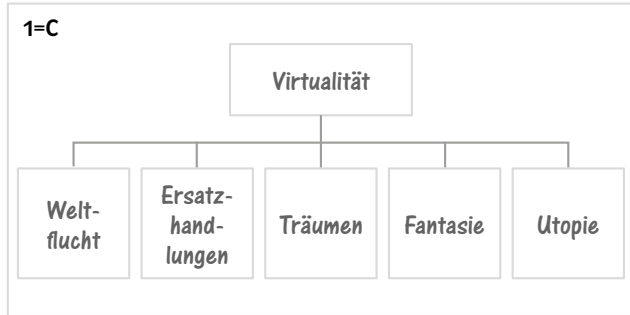 1=C
Virtualität
Welt-
flucht
Ersatz-
hand-
lungen
Träumen
Fantasie
Utopie